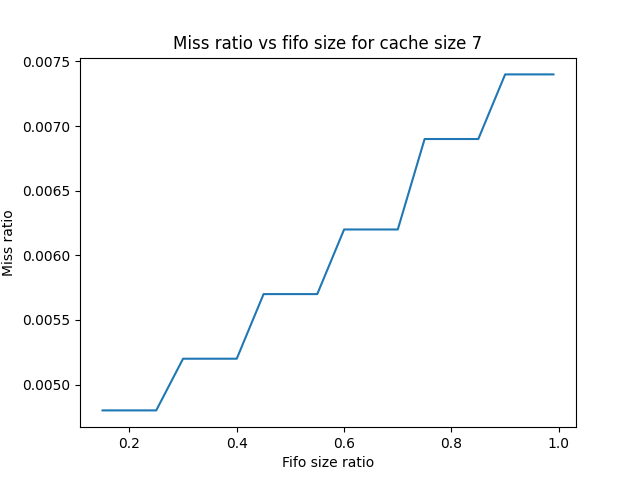 Miss ratio vs fifo size for cache size 7
0.0075
0.0070
0.0065
0.0060
0.0055
0.0050
Miss ratio
0.2 0.4 0.6 0.8 1.0
Fifo size ratio